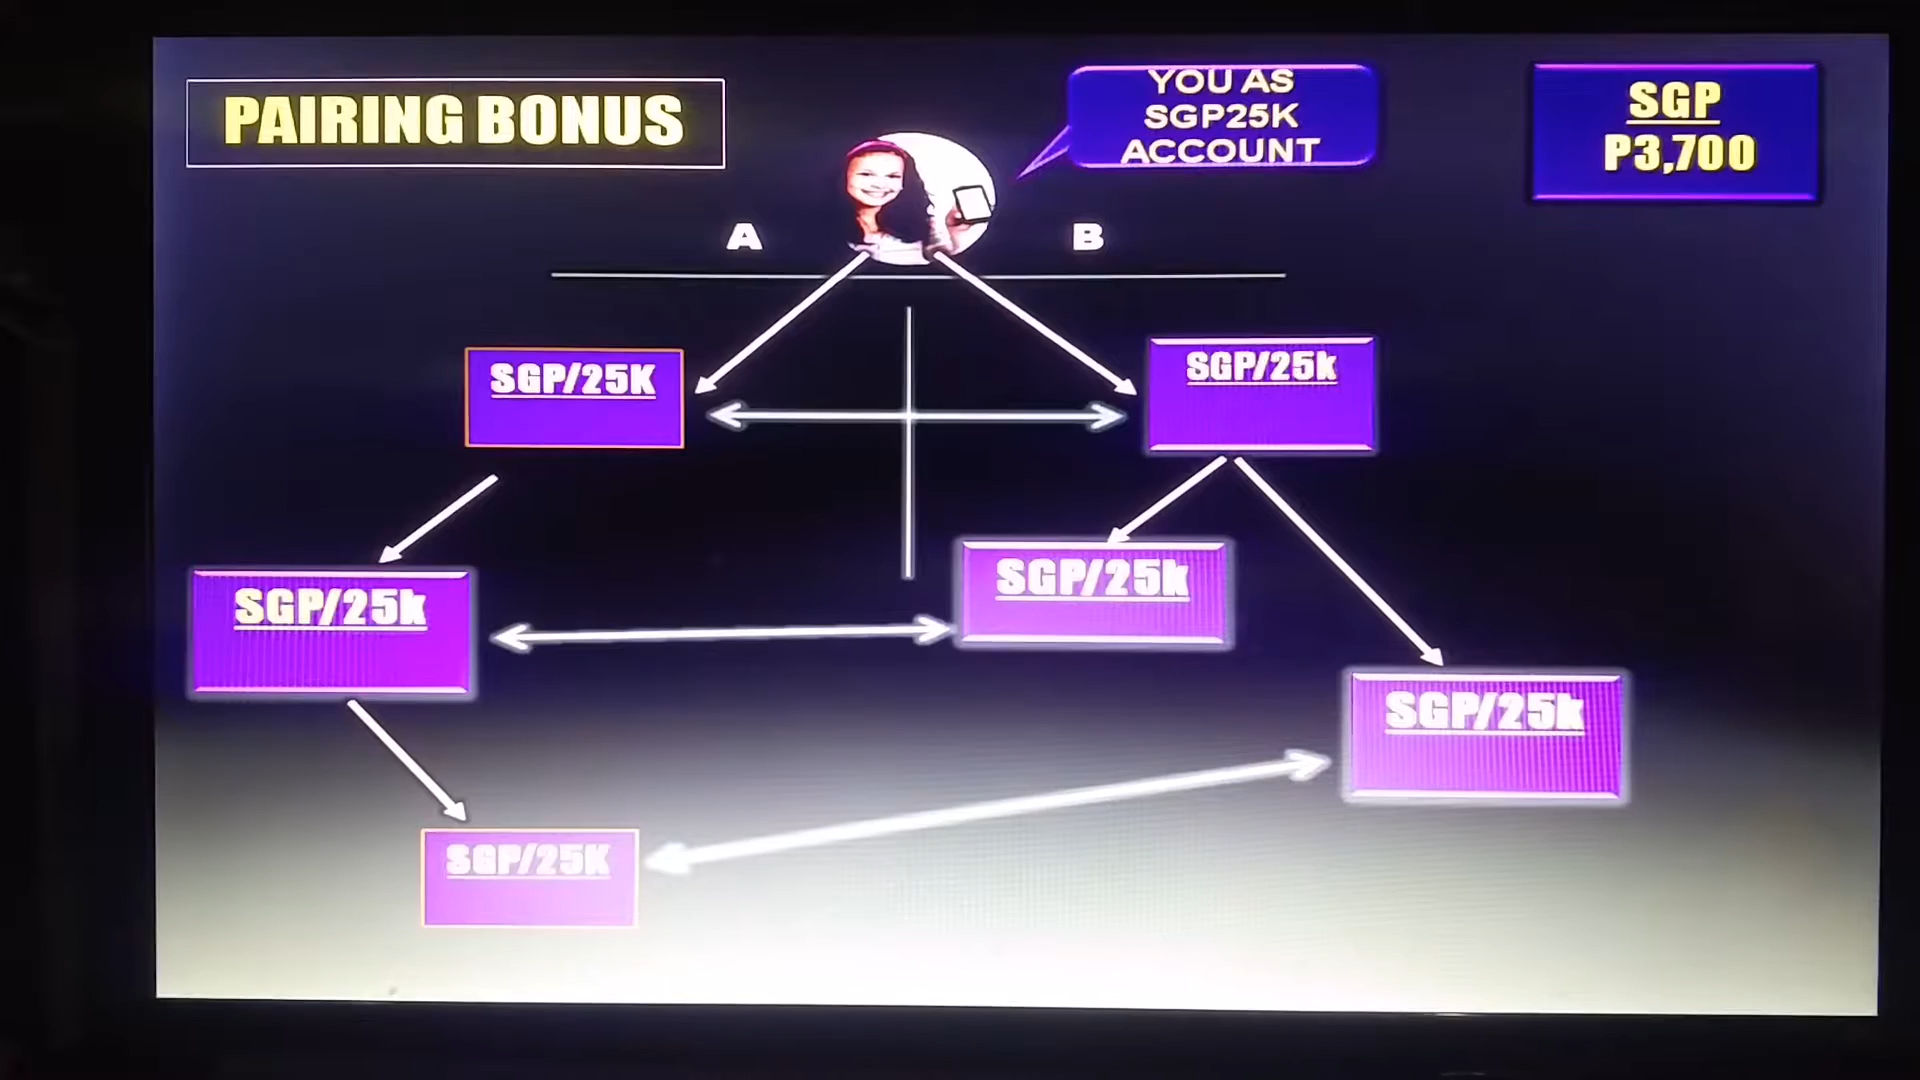 PAIRING BONUS
YOU AS
SGP25K
ACCOUNT
SGP
P3,700
A
B
SGP/25K
SGP/25k
SGP/25k
SGP/25k
SGP/25k
SGP/25K